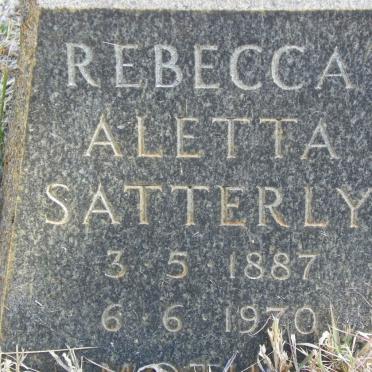 REBECCA
ALETTA
SATTERLY
3 · 5 · 1887
6 · 6 · 1970